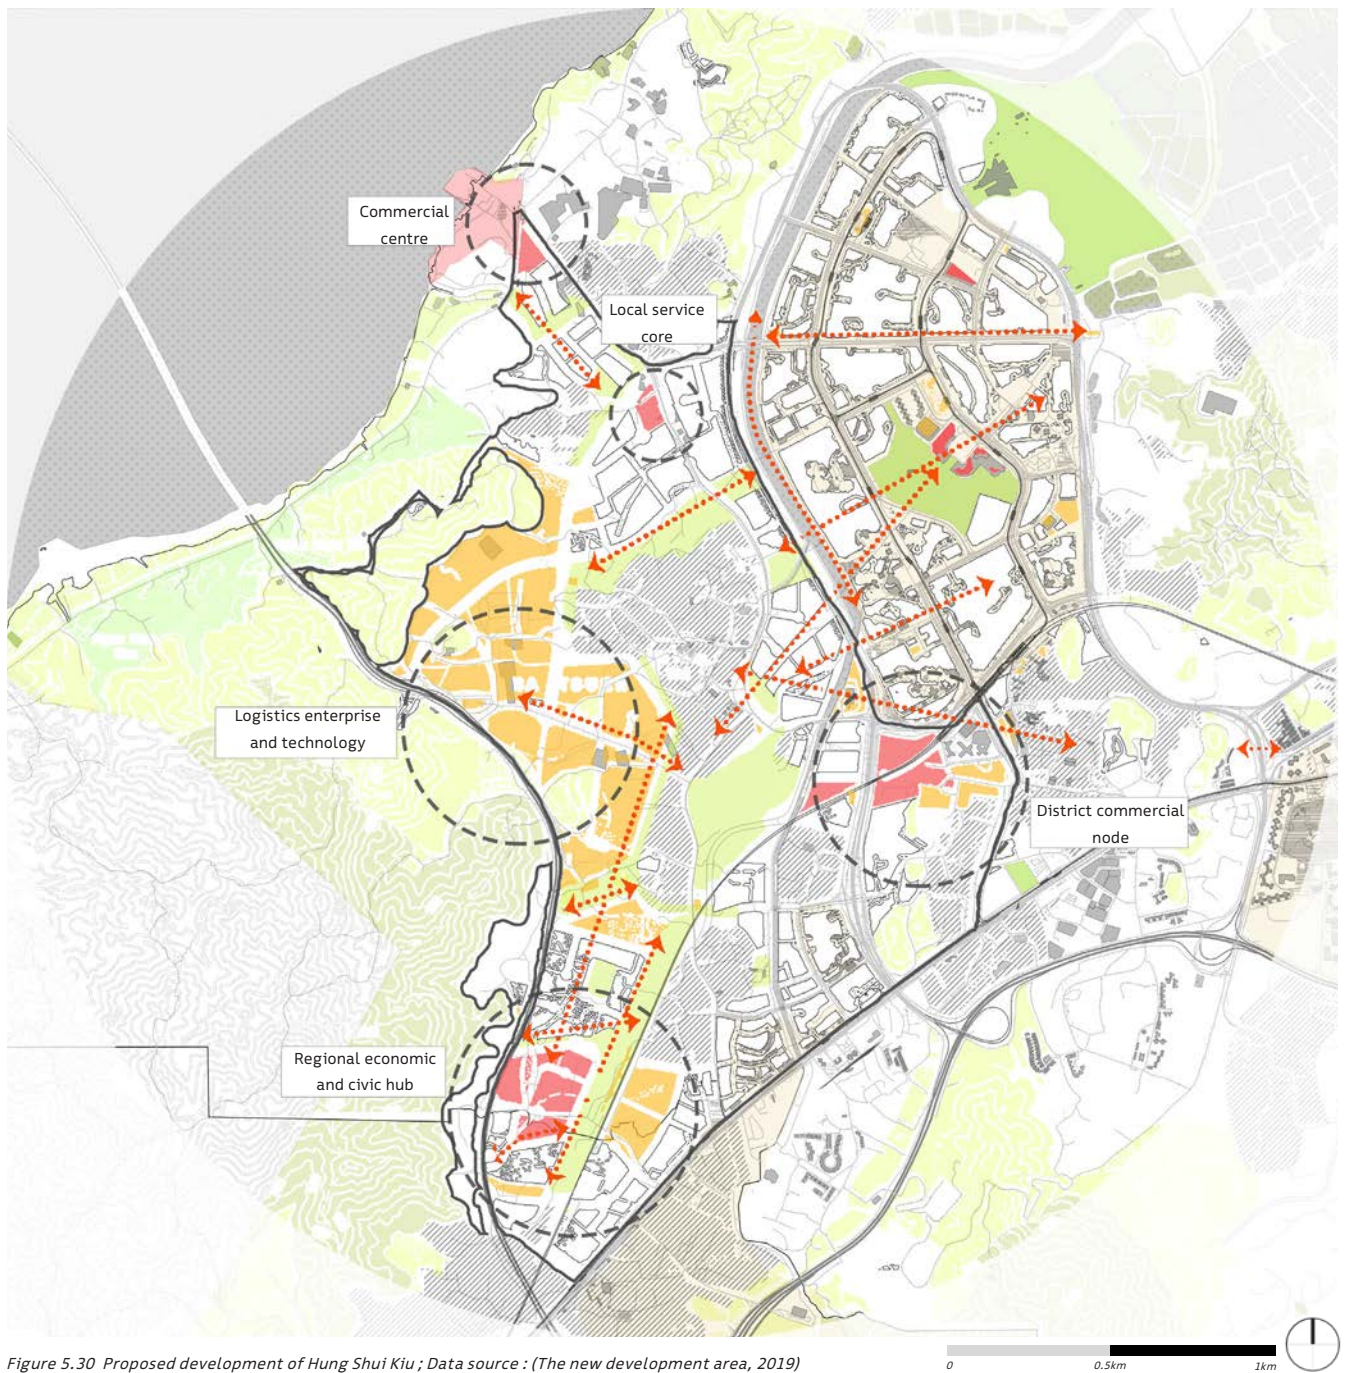 Commercial
centre
Local service
core
Logistics enterprise
and technology
District commercial
node
Regional economic
and civic hub
Figure 5.30 Proposed development of Hung Shui Kiu ; Data source : (The new development area, 2019)
0
0.5km
1km